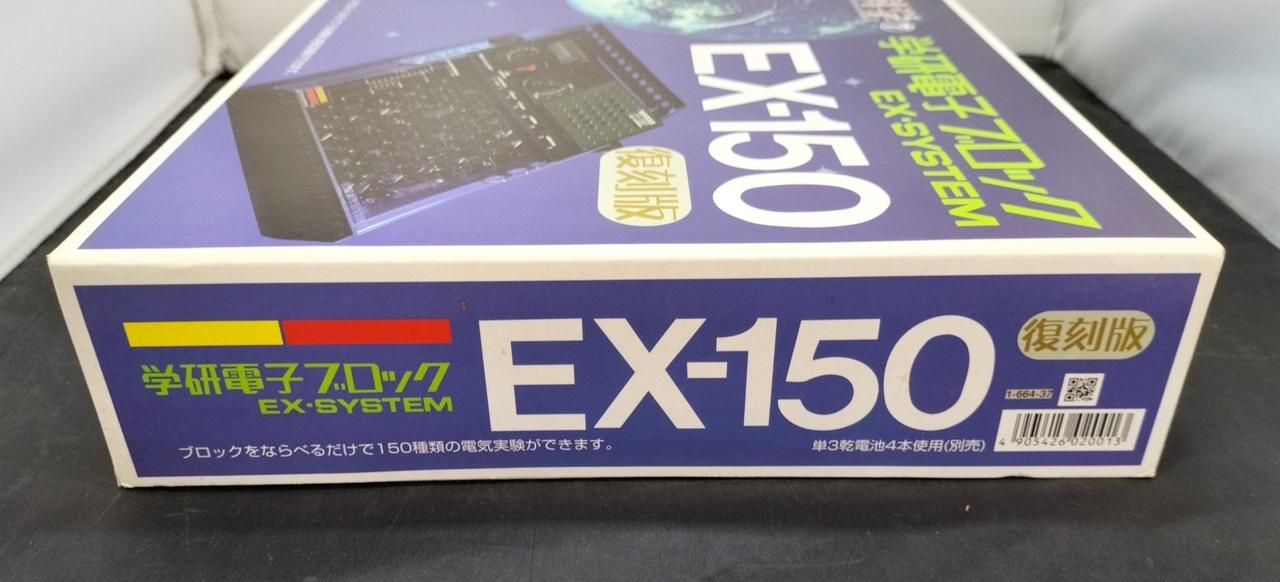 学研電子ブロック
EX·SYSTEM
EX-150
復刻版
学研電子ブロック
EX·SYSTEM
EX-150
復刻版
1-664-37
4 905426 020013
ブロックをならべるだけで150種類の電気実験ができます。
単3乾電池4本使用(別売)